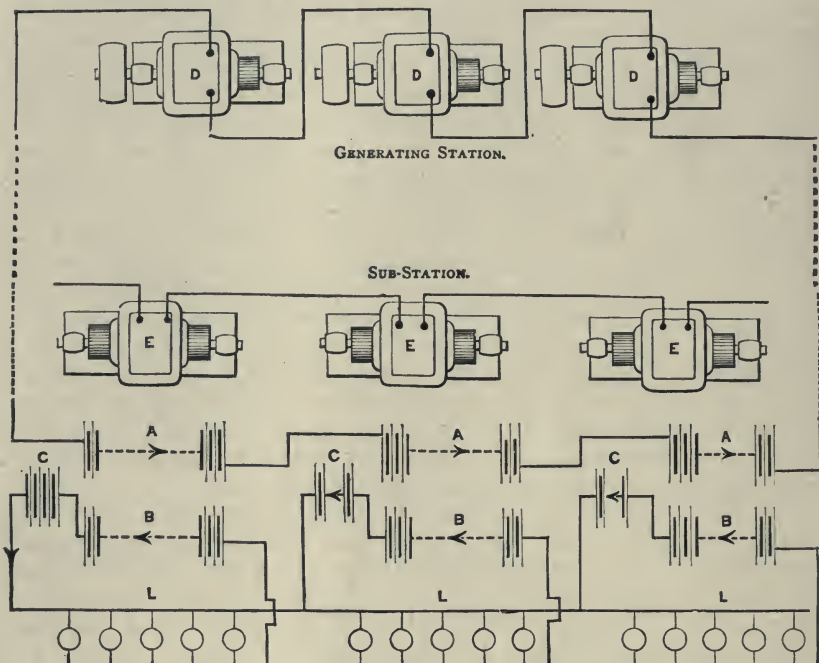 D D D
GENERATING STATION.
SUB-STATION.
E E E
A A A
C C C
B B B
L L L